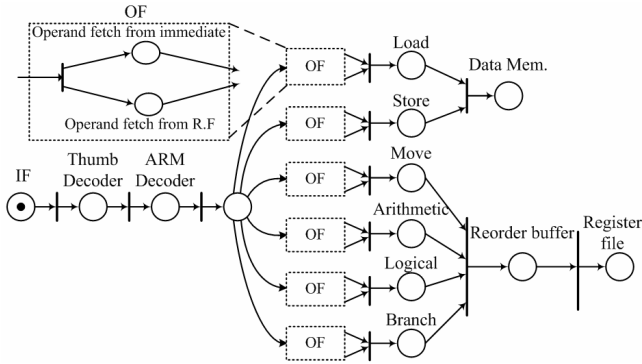 OF
Operand fetch from immediate
Operand fetch from R.F
OF
Load
Data Mem.
OF
Store
IF
Thumb
Decoder
ARM
Decoder
OF
Move
OF
Arithmetic
Reorder buffer
Register
file
OF
Logical
OF
Branch